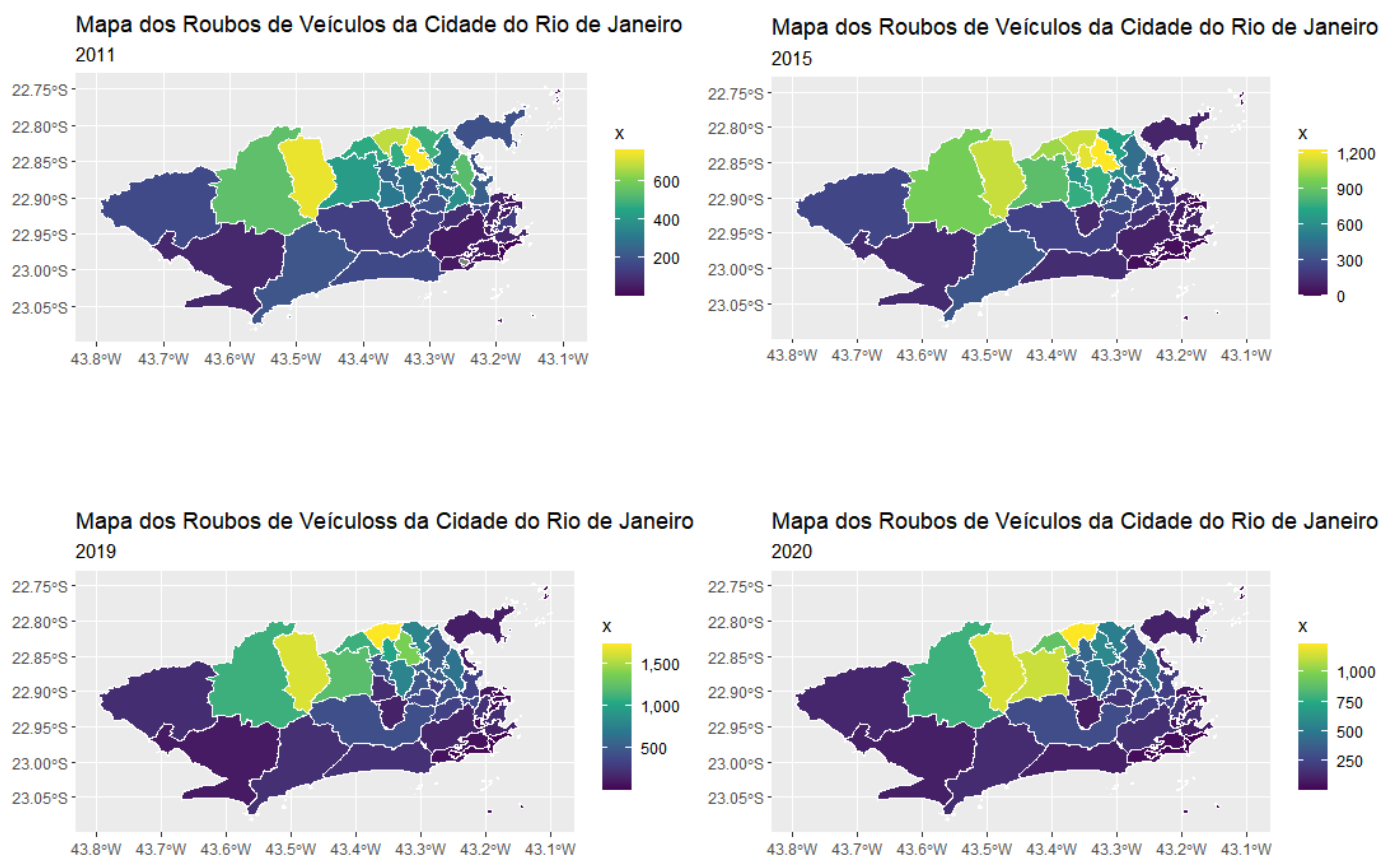 Mapa dos Roubos de Veículos da Cidade do Rio de Janeiro
2011
x
600
400
200
22.75°S
22.80°S
22.85°S
22.90°S
22.95°S
23.00°S
23.05°S
43.8°W 43.7°W 43.6°W 43.5°W 43.4°W 43.3°W 43.2°W 43.1°W
Mapa dos Roubos de Veículos da Cidade do Rio de Janeiro
2015
x
1,200
900
600
300
0
22.75°S
22.80°S
22.85°S
22.90°S
22.95°S
23.00°S
23.05°S
43.8°W 43.7°W 43.6°W 43.5°W 43.4°W 43.3°W 43.2°W 43.1°W
Mapa dos Roubos de Veículoss da Cidade do Rio de Janeiro
2019
x
1,500
1,000
500
22.75°S
22.80°S
22.85°S
22.90°S
22.95°S
23.00°S
23.05°S
43.8°W 43.7°W 43.6°W 43.5°W 43.4°W 43.3°W 43.2°W 43.1°W
Mapa dos Roubos de Veículos da Cidade do Rio de Janeiro
2020
x
1,000
750
500
250
22.75°S
22.80°S
22.85°S
22.90°S
22.95°S
23.00°S
23.05°S
43.8°W 43.7°W 43.6°W 43.5°W 43.4°W 43.3°W 43.2°W 43.1°W